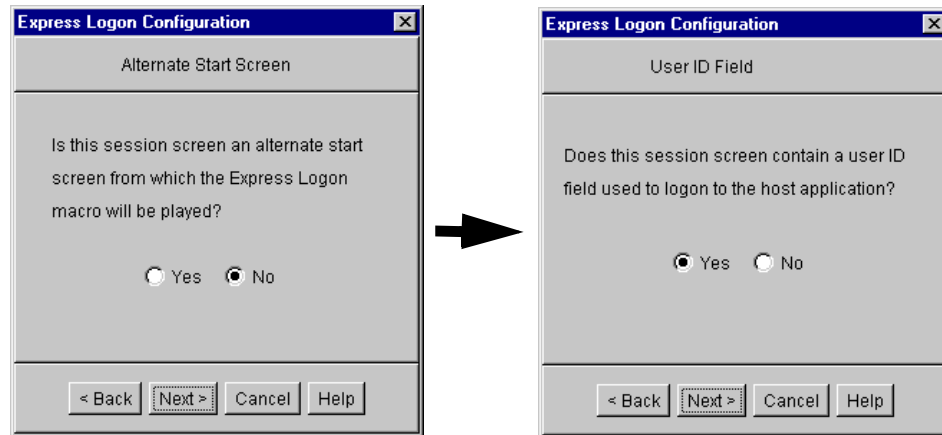 Express Logon Configuration
Alternate Start Screen
Is this session screen an alternate start
screen from which the Express Logon
macro will be played?
Yes No
< Back Next > Cancel Help
Express Logon Configuration
User ID Field
Does this session screen contain a user ID
field used to logon to the host application?
Yes No
< Back Next > Cancel Help